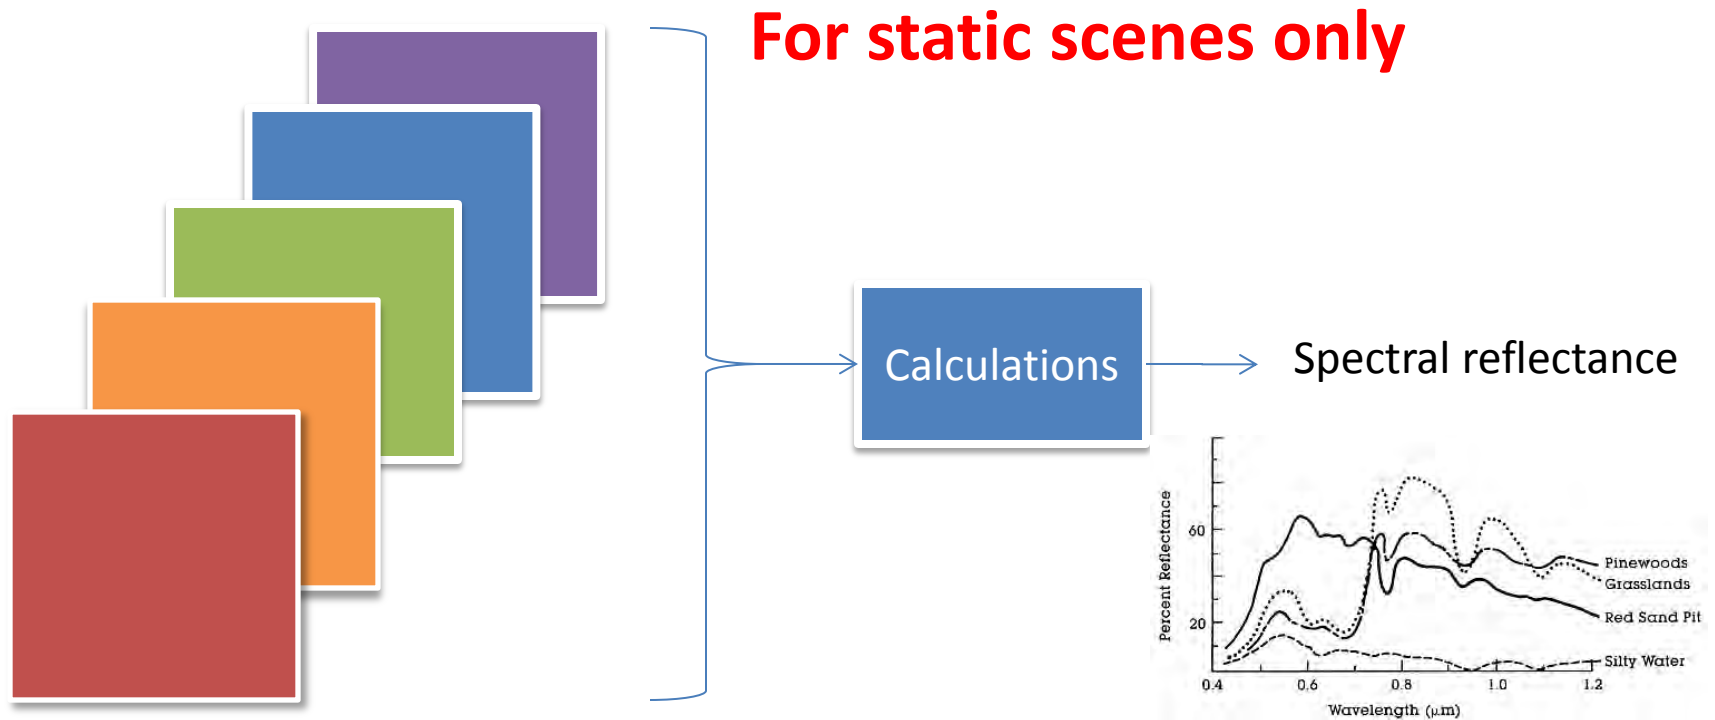 For static scenes only
Calculations
Spectral reflectance
Percent Reflectance
60
20
0.4
0.6
0.8
1.0
1.2
Wavelength (μm)
Pinewoods
Grasslands
Red Sand Pit
Silty Water